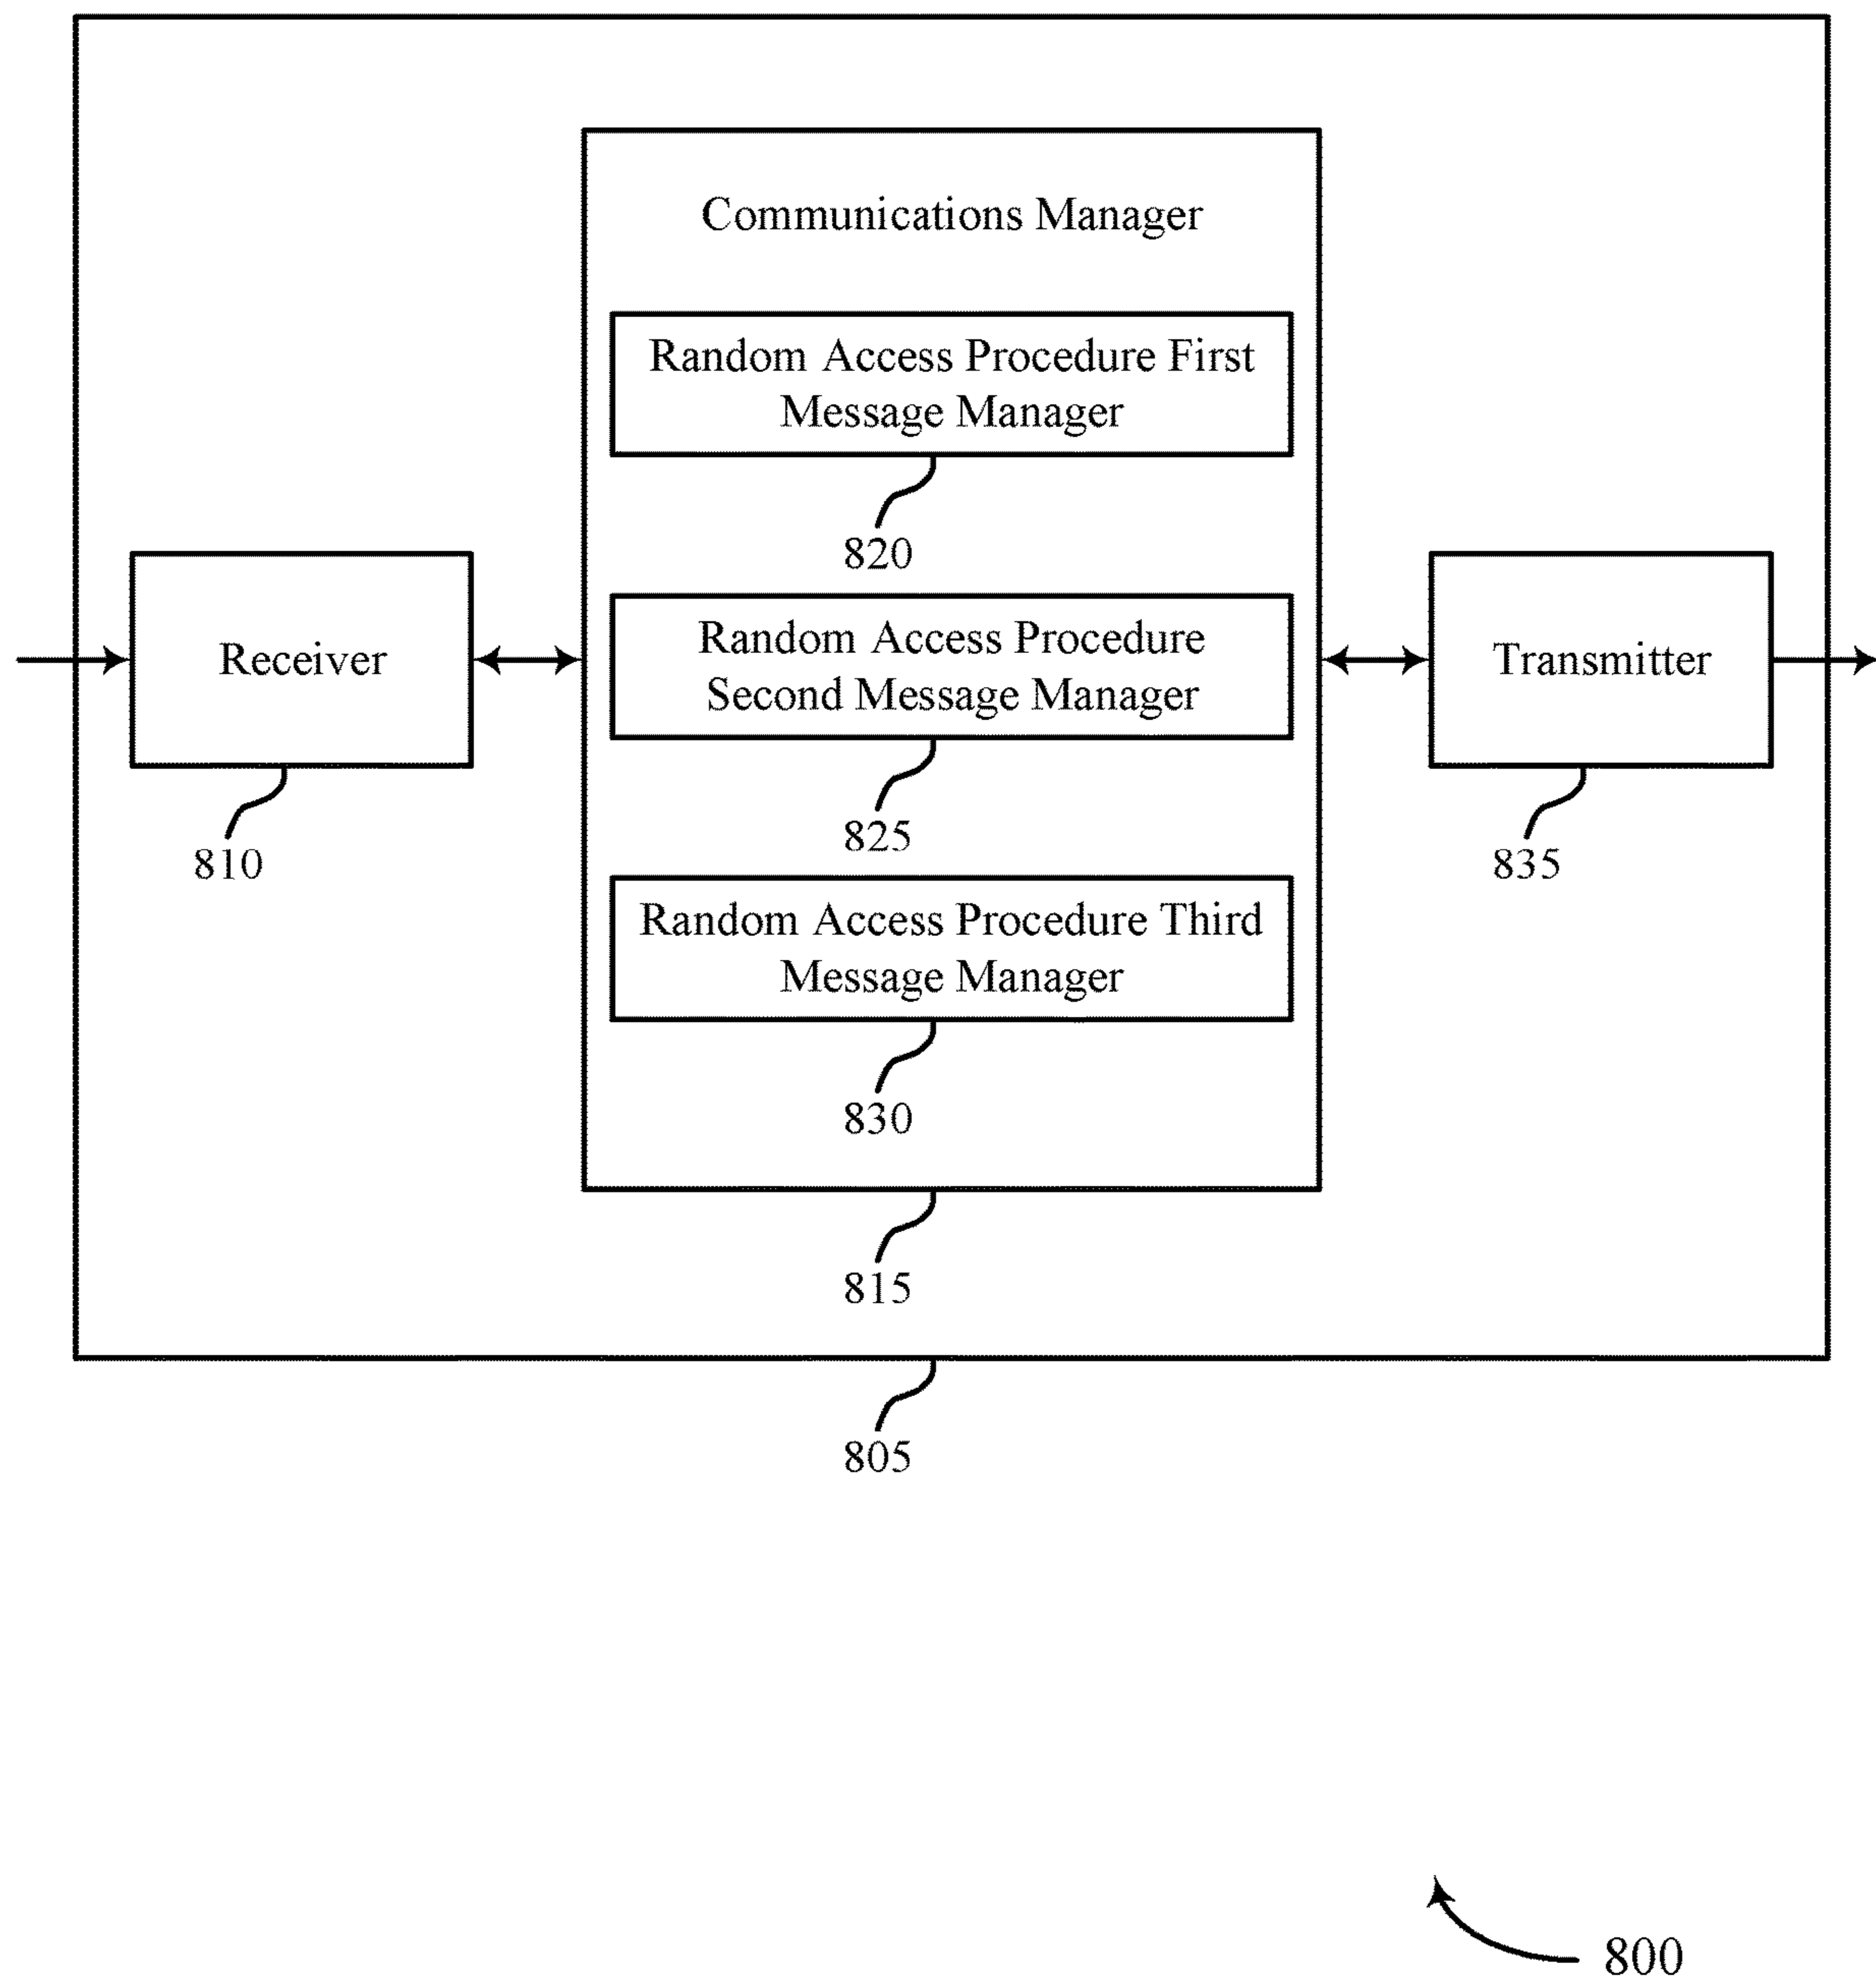 Communications Manager
Random Access Procedure First
Message Manager
820
Receiver
810
Random Access Procedure
Second Message Manager
825
Transmitter
835
Random Access Procedure Third
Message Manager
830
815
805
800